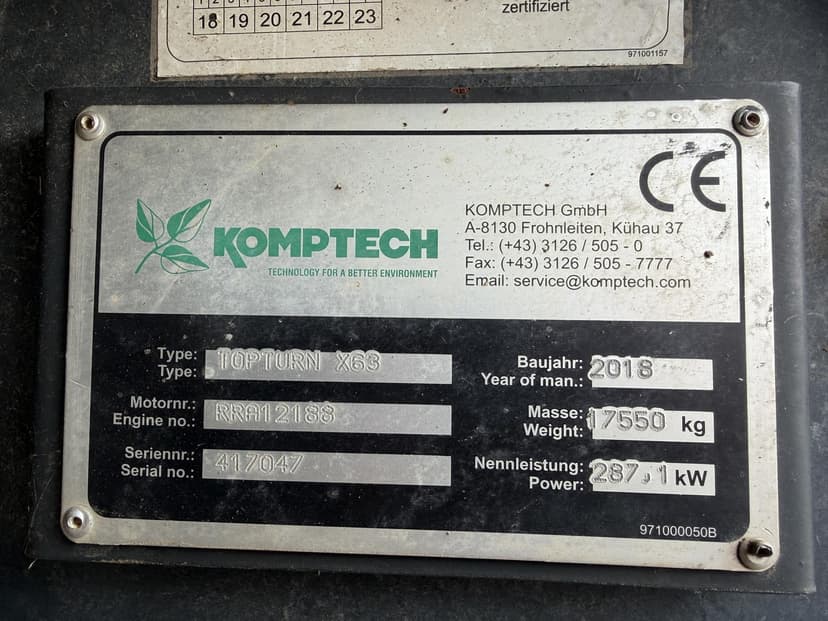 18 19 20 21 22 23
zertifiziert
971001157
CE
KOMPTECH
TECHNOLOGY FOR A BETTER ENVIRONMENT
KOMPTECH GmbH
A-8130 Frohnleiten, Kühau 37
Tel.: (+43) 3126 / 505 - 0
Fax: (+43) 3126 / 505 - 7777
Email: service@komptech.com
Type: TOPTURN X63
Type:
Motornr.: RRA12188
Engine no.:
Seriennr.: 417047
Serial no.:
Baujahr: 2018
Year of man.:
Masse: 17550 kg
Weight:
Nennleistung: 287,1 kW
Power:
971000050B